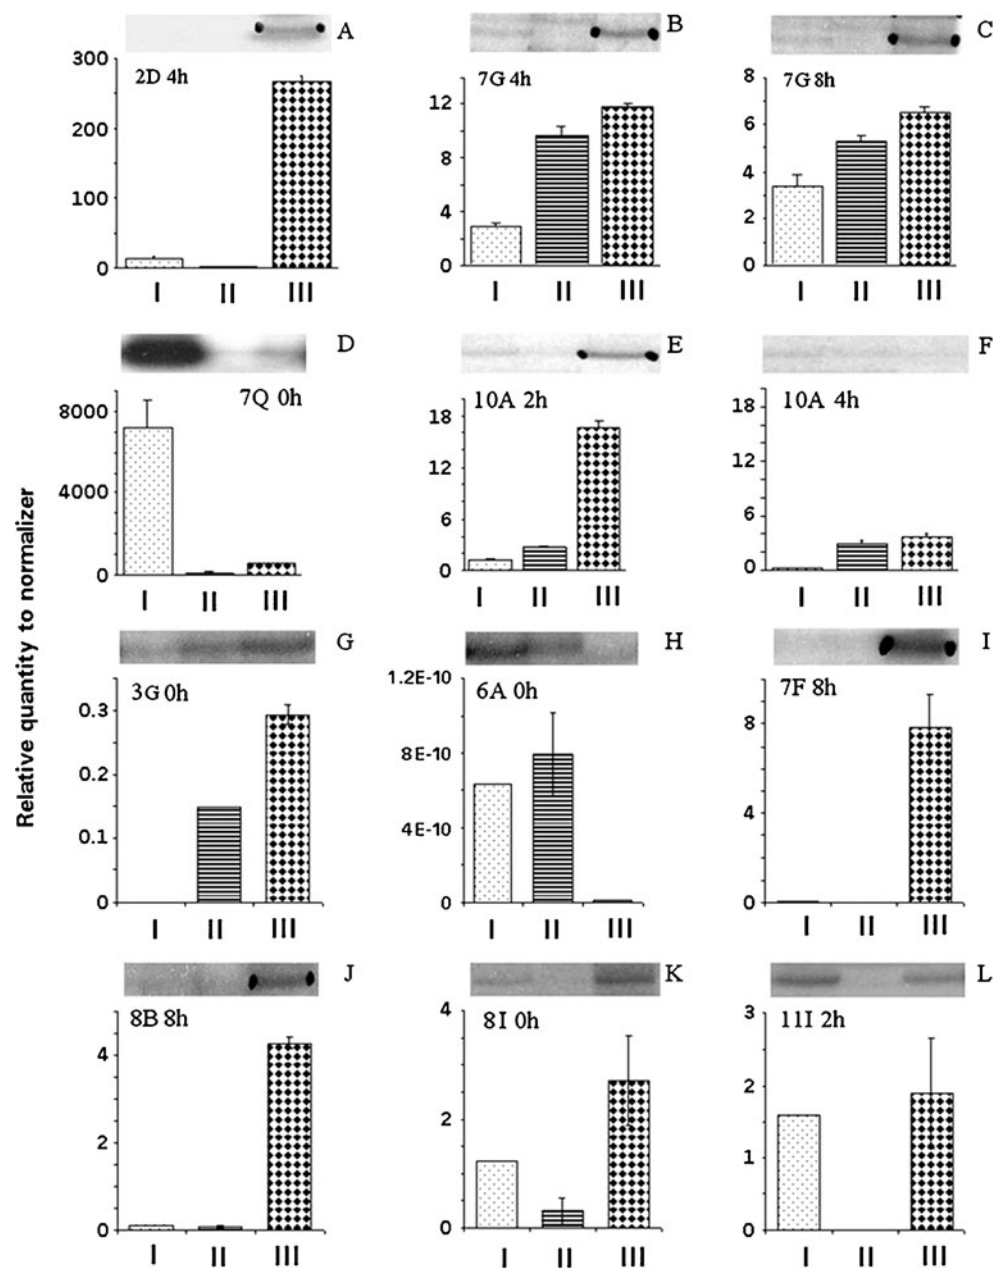 A
B
C
2D 4h
7G 4h
7G 8h
300
200
100
0
12
8
4
0
8
6
4
2
0
I II III
I II III
I II III
D
E
F
7Q 0h
10A 2h
10A 4h
8000
4000
0
18
12
6
0
18
12
6
0
I II III
I II III
I II III
Relative quantity to normalizer
G
H
I
3G 0h
6A 0h
7F 8h
0.3
0.2
0.1
0
1.2E-10
8E-10
4E-10
0
8
4
0
I II III
I II III
I II III
J
K
L
8B 8h
8I 0h
11I 2h
4
2
0
4
2
0
3
2
1
0
I II III
I II III
I II III